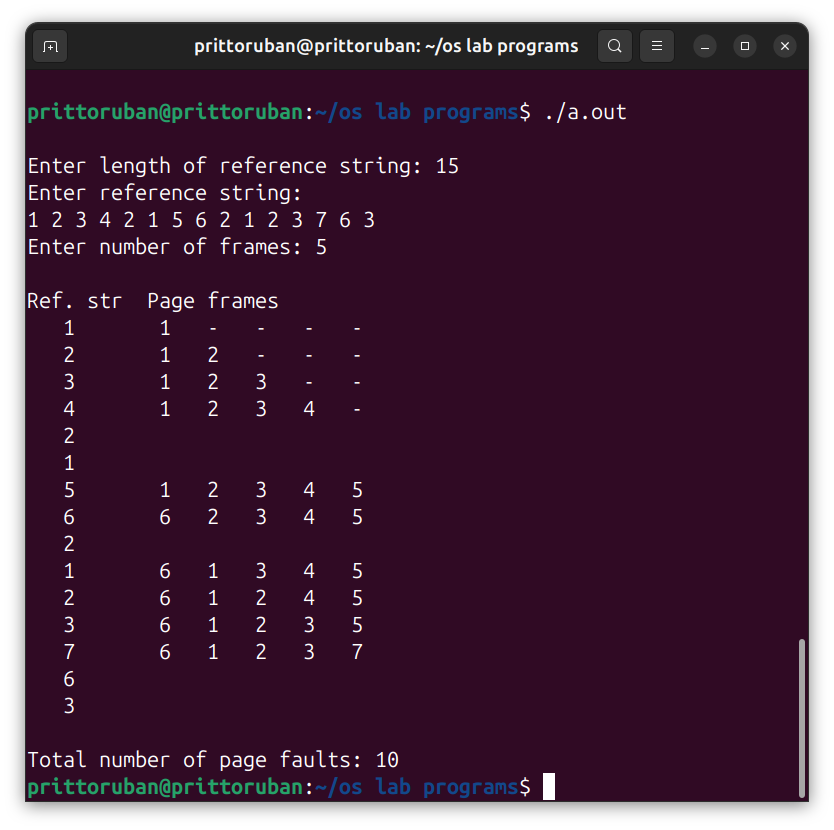 prittoruban@prittoruban: ~/os lab programs
prittoruban@prittoruban:~/os lab programs$ ./a.out
Enter length of reference string: 15
Enter reference string:
1 2 3 4 2 1 5 6 2 1 2 3 7 6 3
Enter number of frames: 5
Ref. str  Page frames
1 1 - - - -
2 1 2 - - -
3 1 2 3 - -
4 1 2 3 4 -
2
1
5 1 2 3 4 5
6 6 2 3 4 5
2
1 6 1 3 4 5
2 6 1 2 4 5
3 6 1 2 3 5
7 6 1 2 3 7
6
3
Total number of page faults: 10
prittoruban@prittoruban:~/os lab programs$